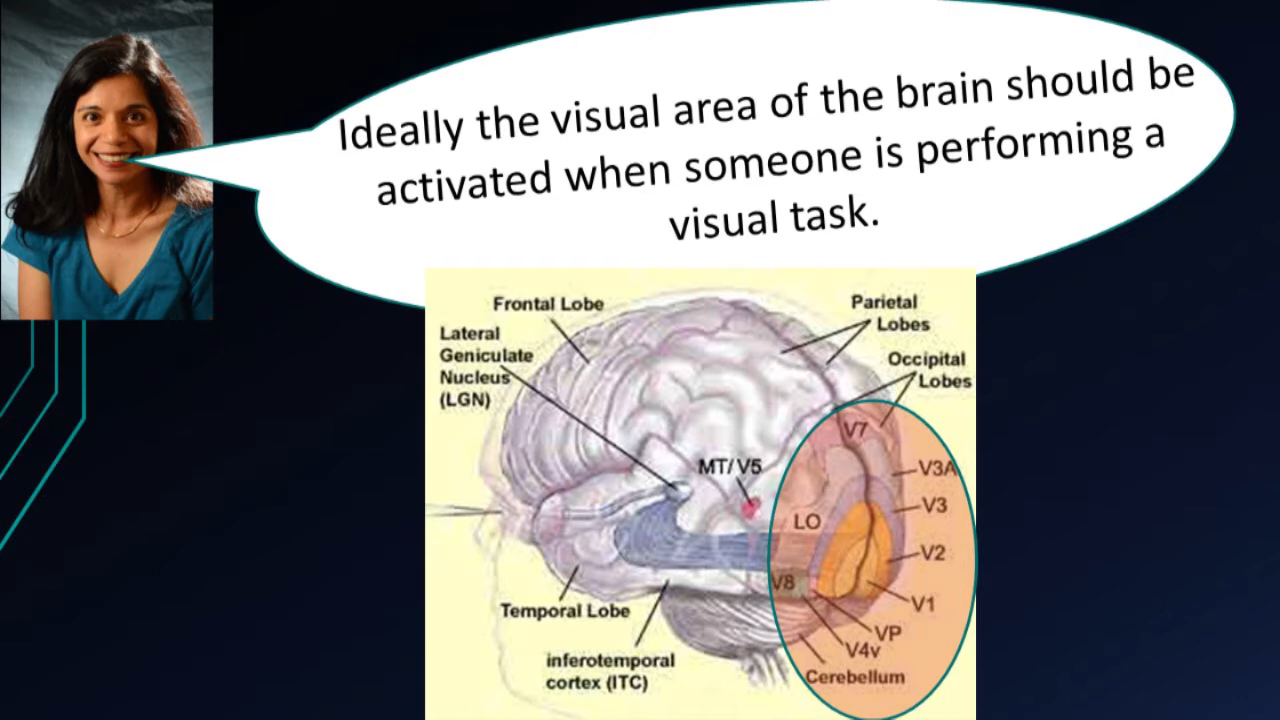 Ideally the visual area of the brain should be
activated when someone is performing a
visual task.
Frontal Lobe
Parietal
Lobes
Lateral
Geniculate
Nucleus
(LGN)
Occipital
Lobes
V7
MT/V5
V3A
V3
LO
V2
V8
V1
VP
V4v
Temporal Lobe
inferotemporal
cortex (ITC)
Cerebellum